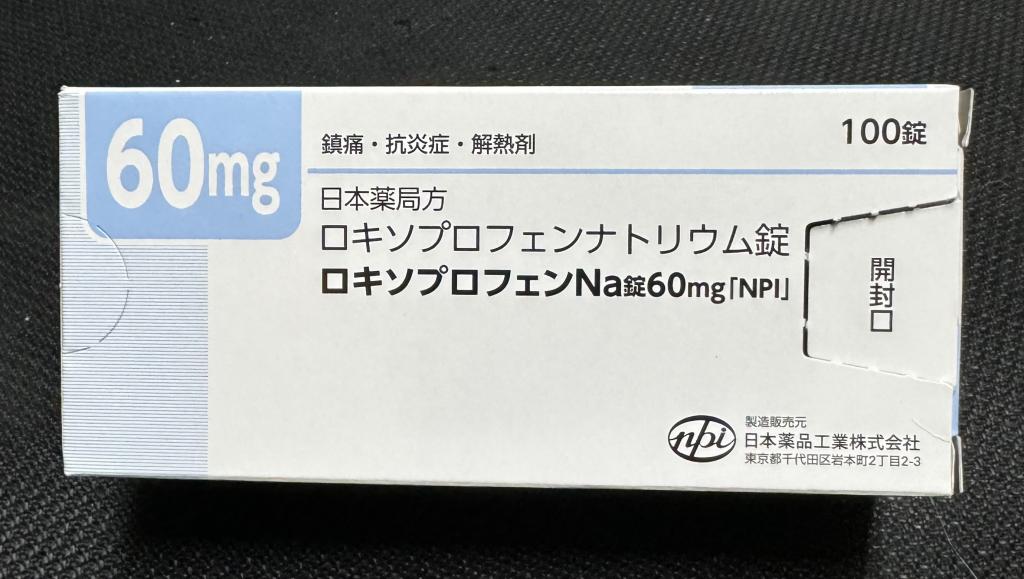 60mg
鎮痛・抗炎症・解熱剤
100錠
日本薬局方
ロキソプロフェンナトリウム錠
ロキソプロフェンNa錠60mg「NPI」
開封口
npi
製造販売元
日本薬品工業株式会社
東京都千代田区岩本町2丁目2-3